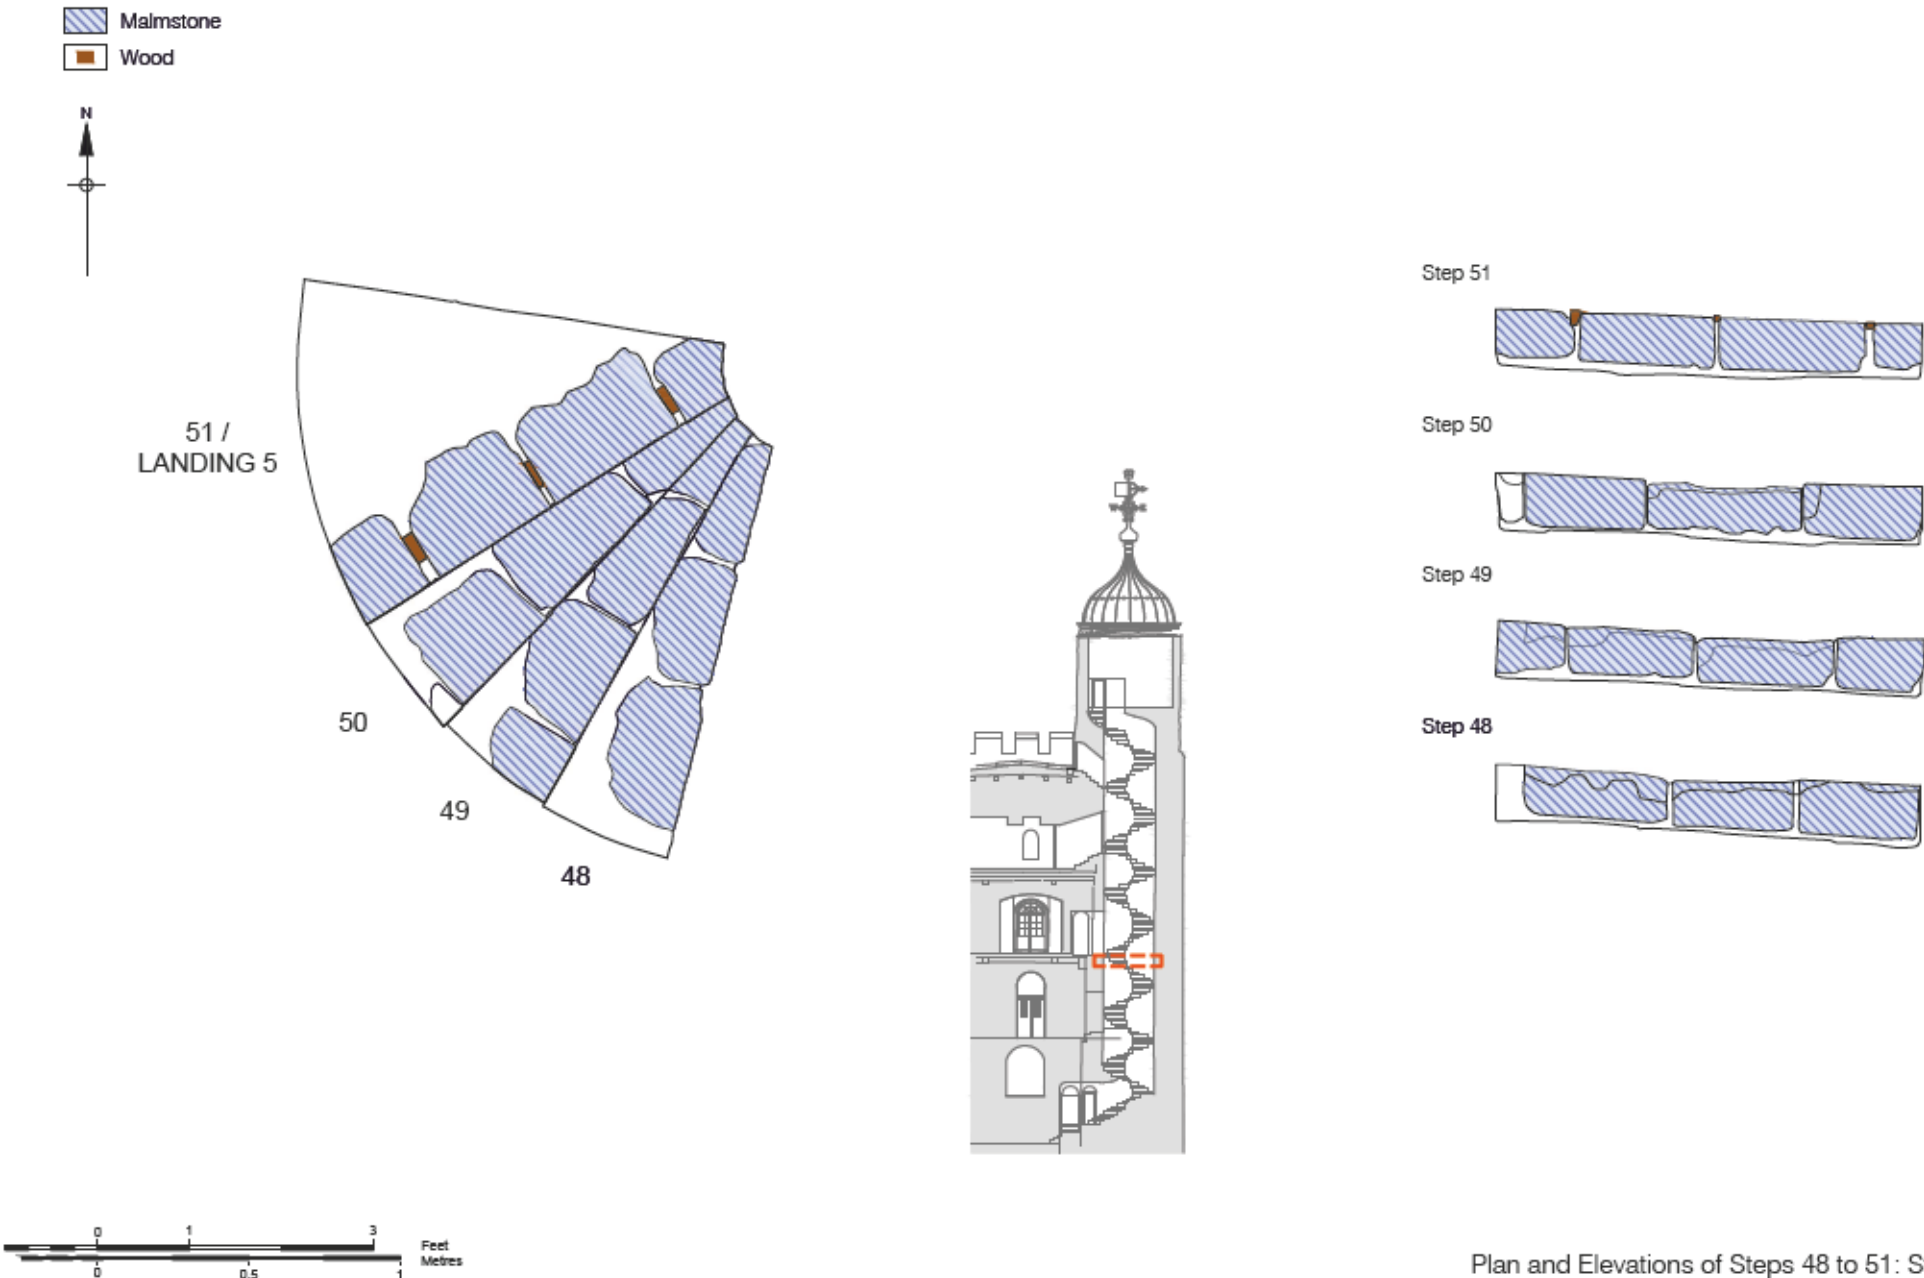 Malmstone
Wood
N
51 /
LANDING 5
50
49
48
Step 51
Step 50
Step 49
Step 48
0 1 3
Feet
Metres
0 0.5 1
Plan and Elevations of Steps 48 to 51: S